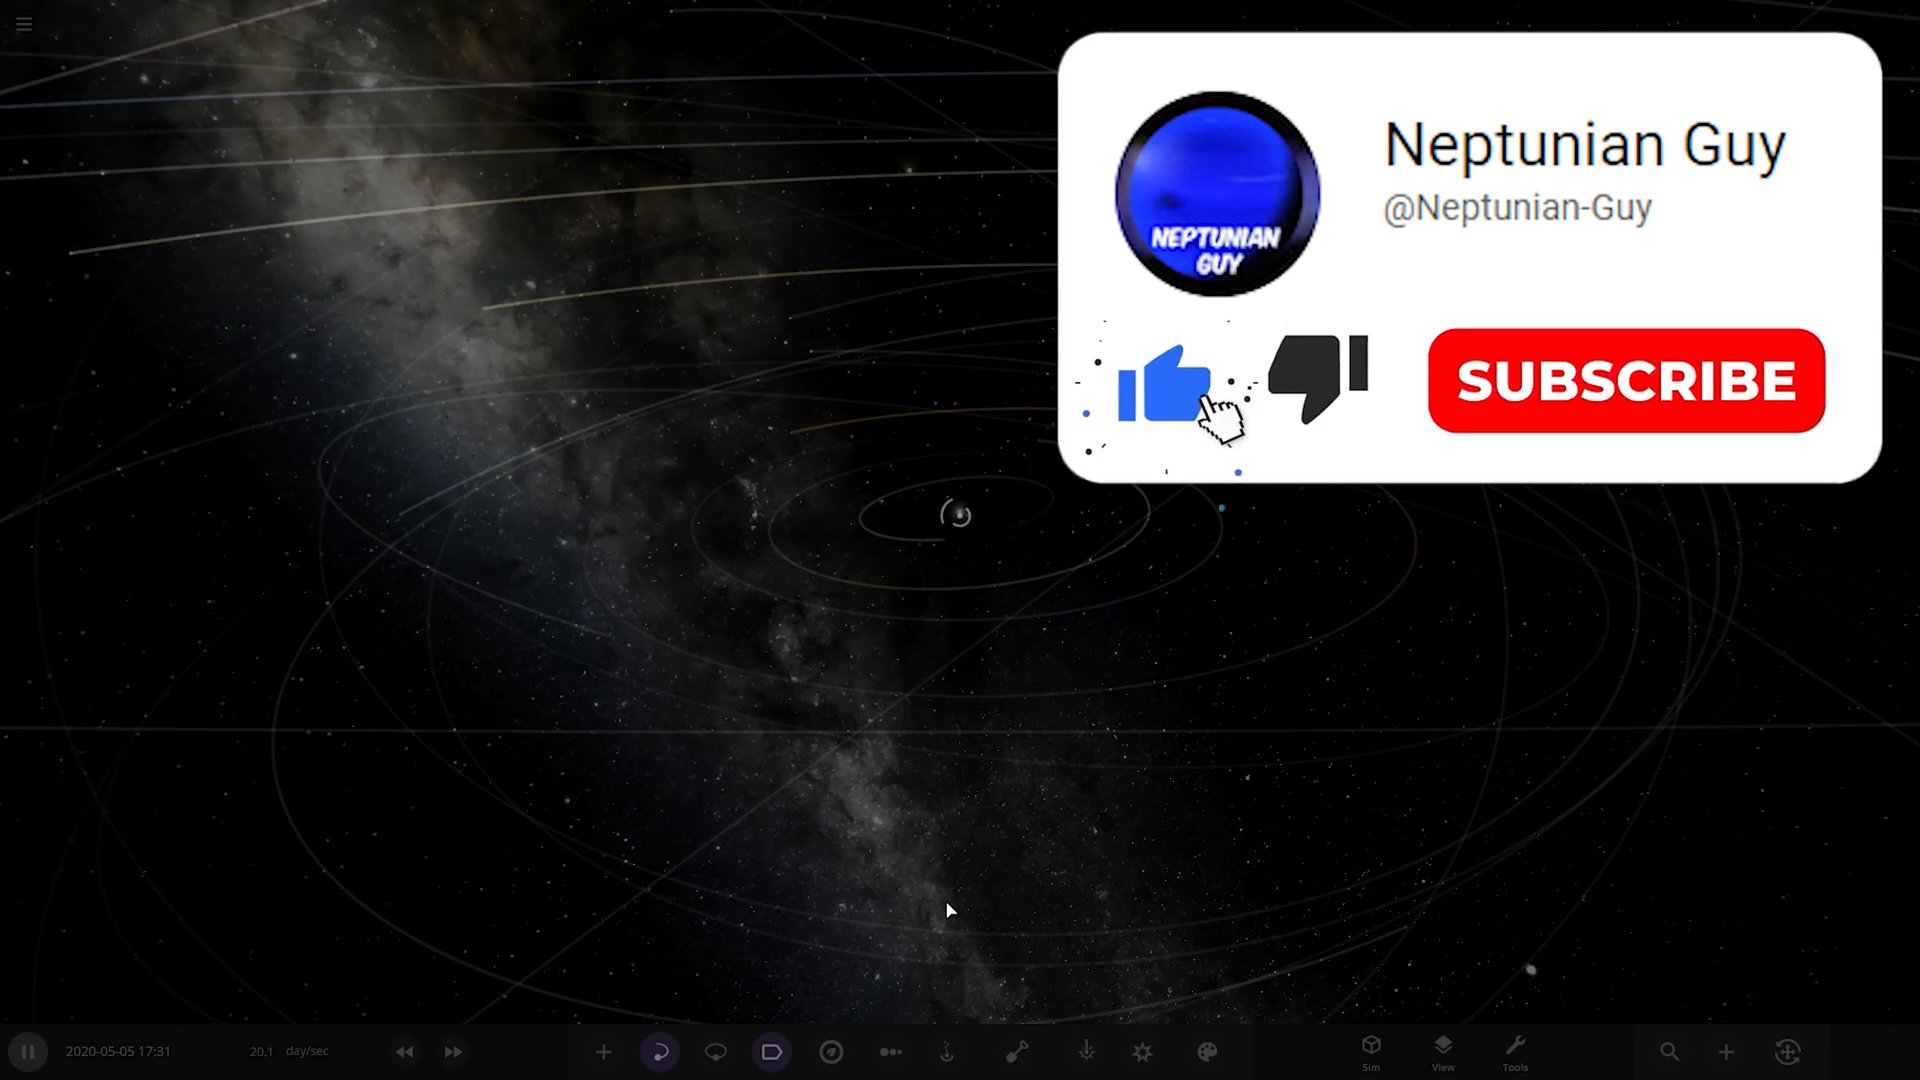 Neptunian Guy
@Neptunian-Guy
NEPTUNIAN
GUY
SUBSCRIBE
2020-05-05 17:31
20,1 day/sec
Sim
View
Tools